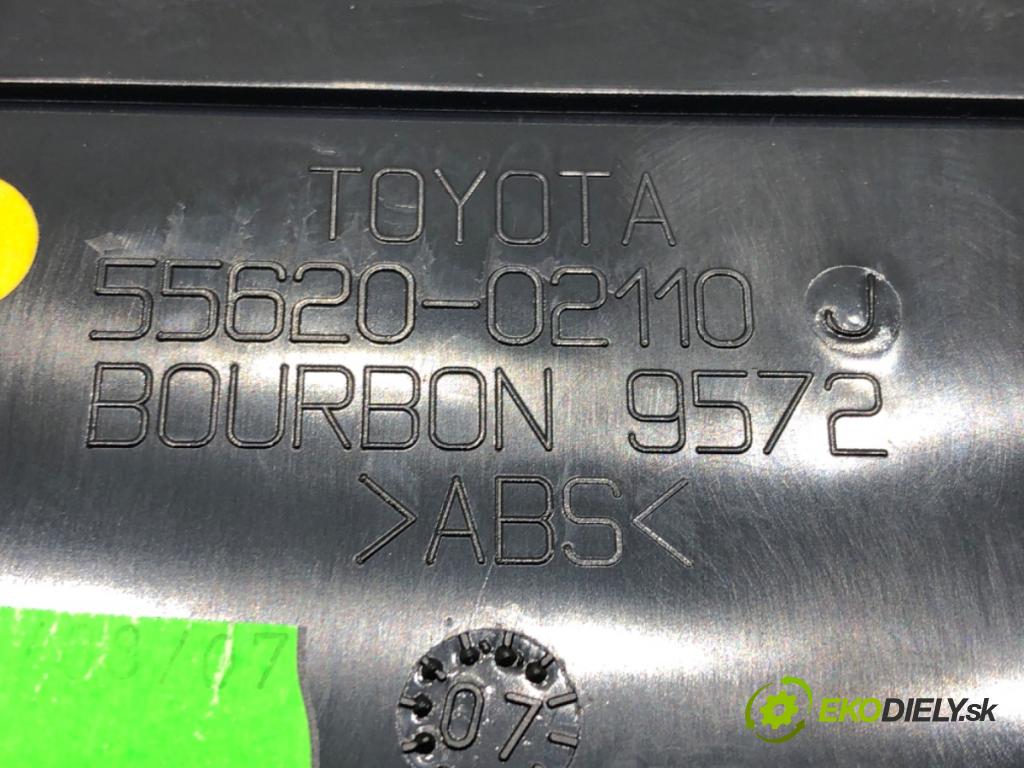 TOYOTA
55620-02110 J
BOURBON 9572
>ABS<
07
EKODIELY.sk